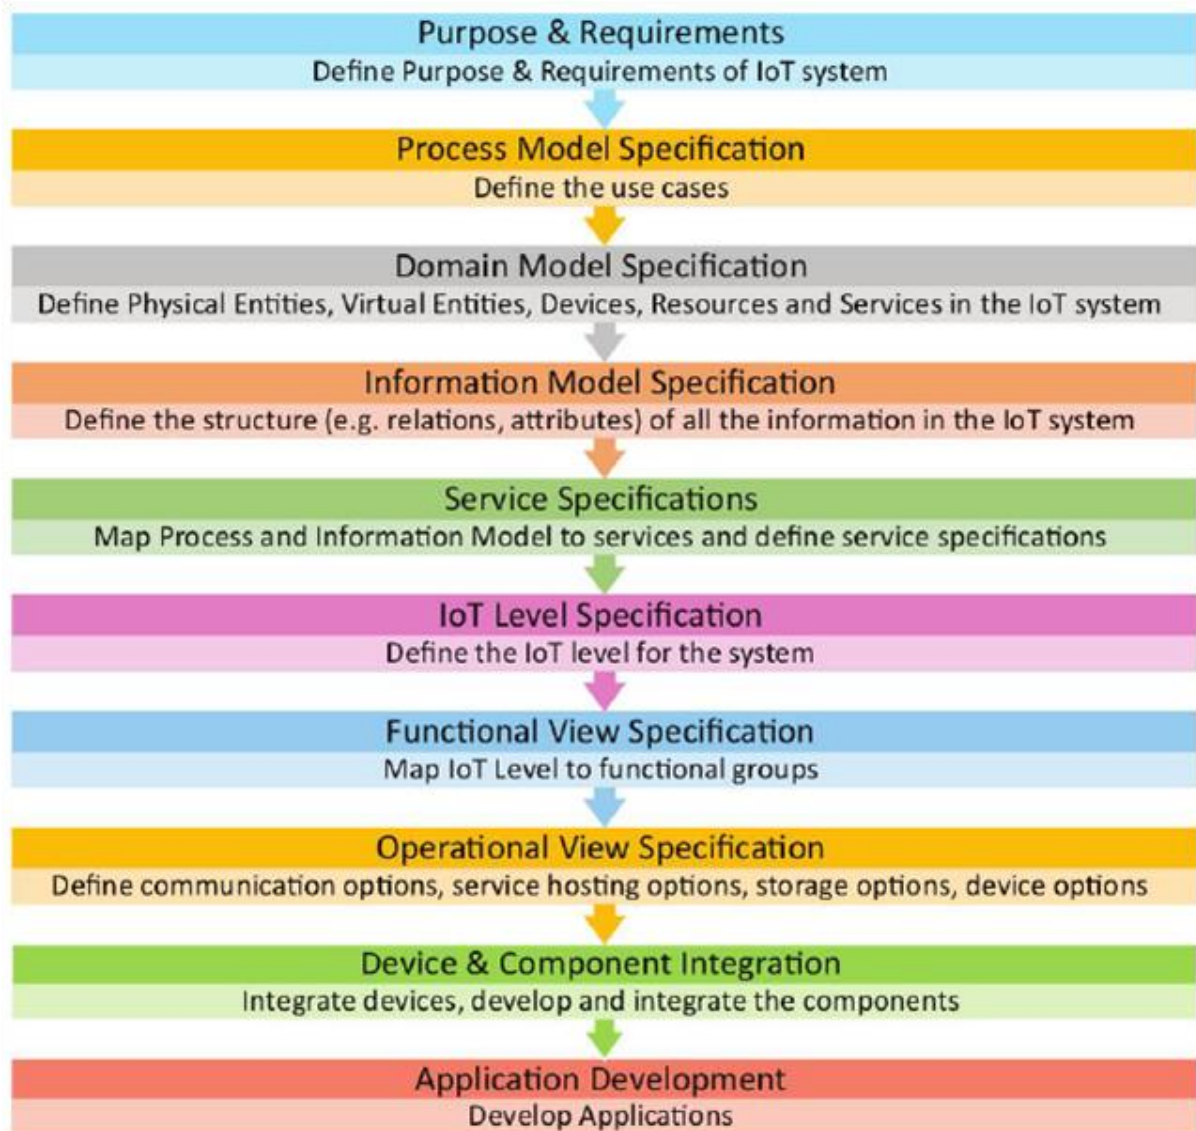 Purpose & Requirements
Define Purpose & Requirements of IoT system
Process Model Specification
Define the use cases
Domain Model Specification
Define Physical Entities, Virtual Entities, Devices, Resources and Services in the IoT system
Information Model Specification
Define the structure (e.g. relations, attributes) of all the information in the IoT system
Service Specifications
Map Process and Information Model to services and define service specifications
IoT Level Specification
Define the IoT level for the system
Functional View Specification
Map IoT Level to functional groups
Operational View Specification
Define communication options, service hosting options, storage options, device options
Device & Component Integration
Integrate devices, develop and integrate the components
Application Development
Develop Applications